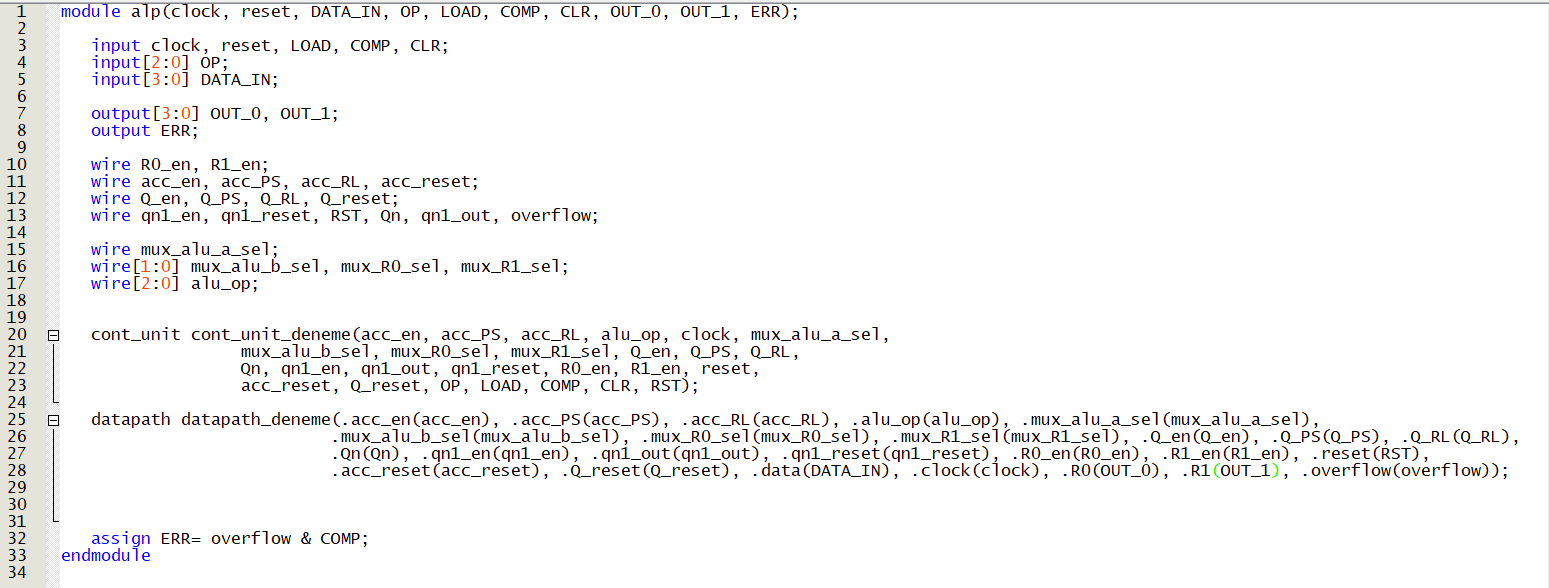 1 module alp(clock, reset, DATA_IN, OP, LOAD, COMP, CLR, OUT_0, OUT_1, ERR);
2
3 input clock, reset, LOAD, COMP, CLR;
4 input[2:0] OP;
5 input[3:0] DATA_IN;
6
7 output[3:0] OUT_0, OUT_1;
8 output ERR;
9
10 wire R0_en, R1_en;
11 wire acc_en, acc_PS, acc_RL, acc_reset;
12 wire Q_en, Q_PS, Q_RL, Q_reset;
13 wire qn1_en, qn1_reset, RST, Qn, qn1_out, overflow;
14
15 wire mux_alu_a_sel;
16 wire[1:0] mux_alu_b_sel, mux_R0_sel, mux_R1_sel;
17 wire[2:0] alu_op;
18
19
20 cont_unit cont_unit_deneme(acc_en, acc_PS, acc_RL, alu_op, clock, mux_alu_a_sel,
21 mux_alu_b_sel, mux_R0_sel, mux_R1_sel, Q_en, Q_PS, Q_RL,
22 Qn, qn1_en, qn1_out, qn1_reset, R0_en, R1_en, reset,
23 acc_reset, Q_reset, OP, LOAD, COMP, CLR, RST);
24
25 datapath datapath_deneme(.acc_en(acc_en), .acc_PS(acc_PS), .acc_RL(acc_RL), .alu_op(alu_op), .mux_alu_a_sel(mux_alu_a_sel),
26 .mux_alu_b_sel(mux_alu_b_sel), .mux_R0_sel(mux_R0_sel), .mux_R1_sel(mux_R1_sel), .Q_en(Q_en), .Q_PS(Q_PS), .Q_RL(Q_RL),
27 .Qn(Qn), .qn1_en(qn1_en), .qn1_out(qn1_out), .qn1_reset(qn1_reset), .R0_en(R0_en), .R1_en(R1_en), .reset(RST),
28 .acc_reset(acc_reset), .Q_reset(Q_reset), .data(DATA_IN), .clock(clock), .R0(OUT_0), .R1(OUT_1), .overflow(overflow));
29
30
31
32 assign ERR= overflow & COMP;
33 endmodule
34